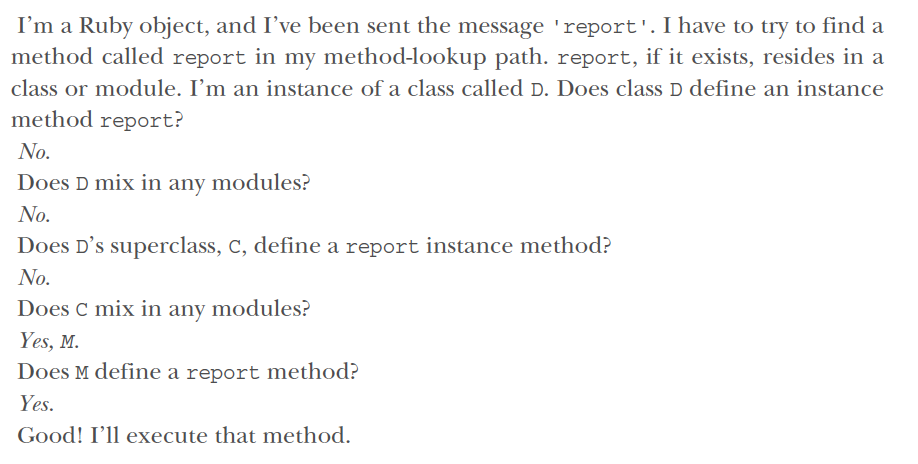 I'm a Ruby object, and I've been sent the message 'report'. I have to try to find a
method called report in my method-lookup path. report, if it exists, resides in a
class or module. I'm an instance of a class called D. Does class D define an instance
method report?
No.
Does D mix in any modules?
No.
Does D's superclass, C, define a report instance method?
No.
Does C mix in any modules?
Yes, M.
Does M define a report method?
Yes.
Good! I'll execute that method.